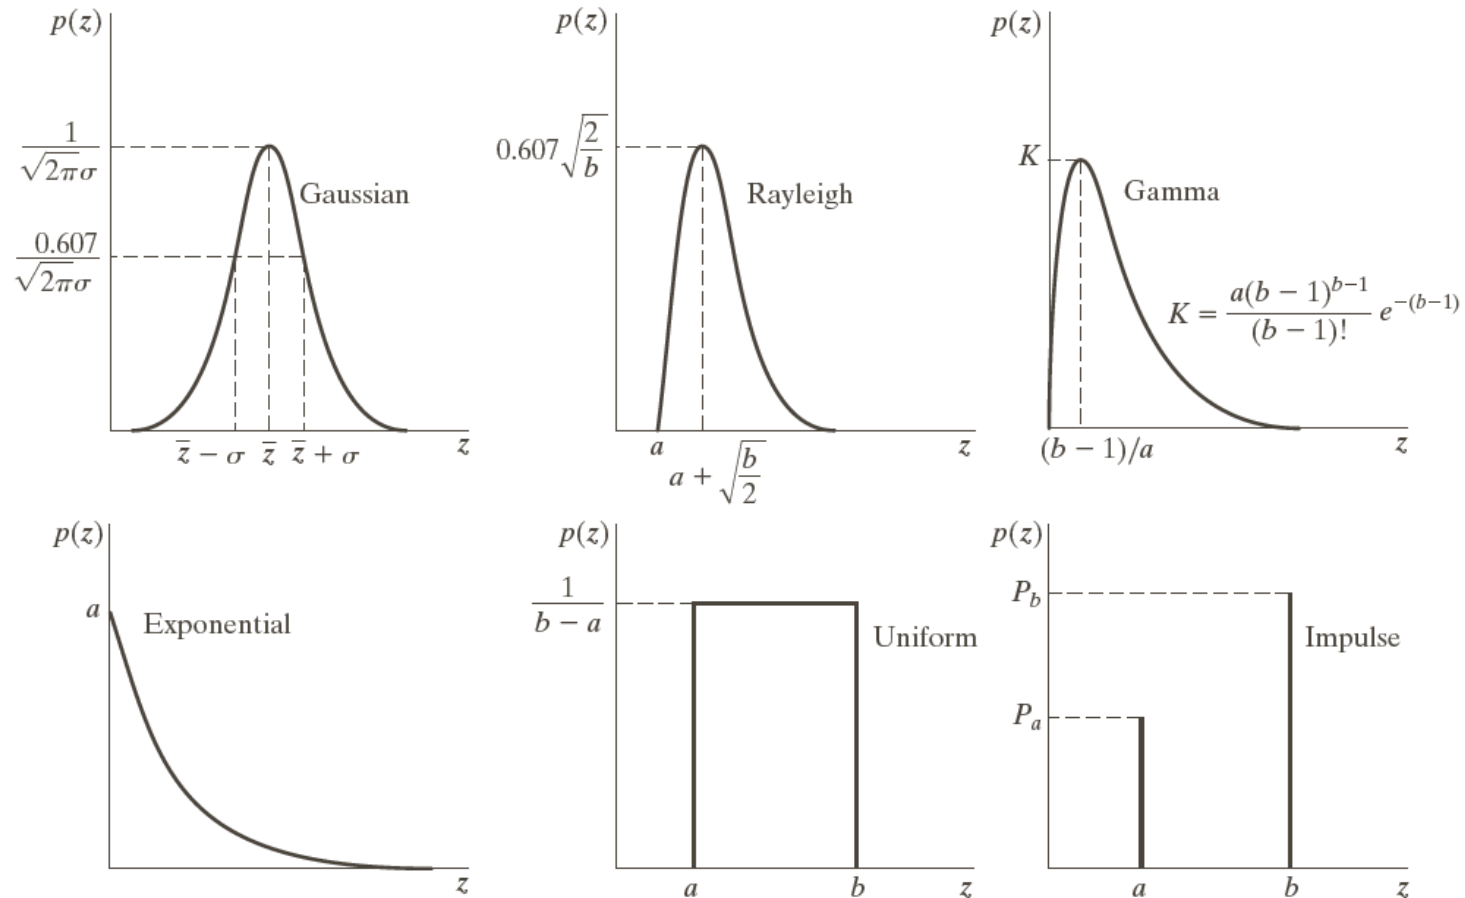 p(z)
1/√2πσ
0.607/√2πσ
Gaussian
z̄ − σ z̄ z̄ + σ z
p(z)
0.607√(2/b)
Rayleigh
a
a + √(b/2)
z
p(z)
K
Gamma
K = a(b − 1)^{b−1}/(b − 1)! e^{−(b−1)}
(b − 1)/a z
p(z)
a
Exponential
z
p(z)
1/(b − a)
Uniform
a b z
p(z)
P_b
Impulse
P_a
a b z